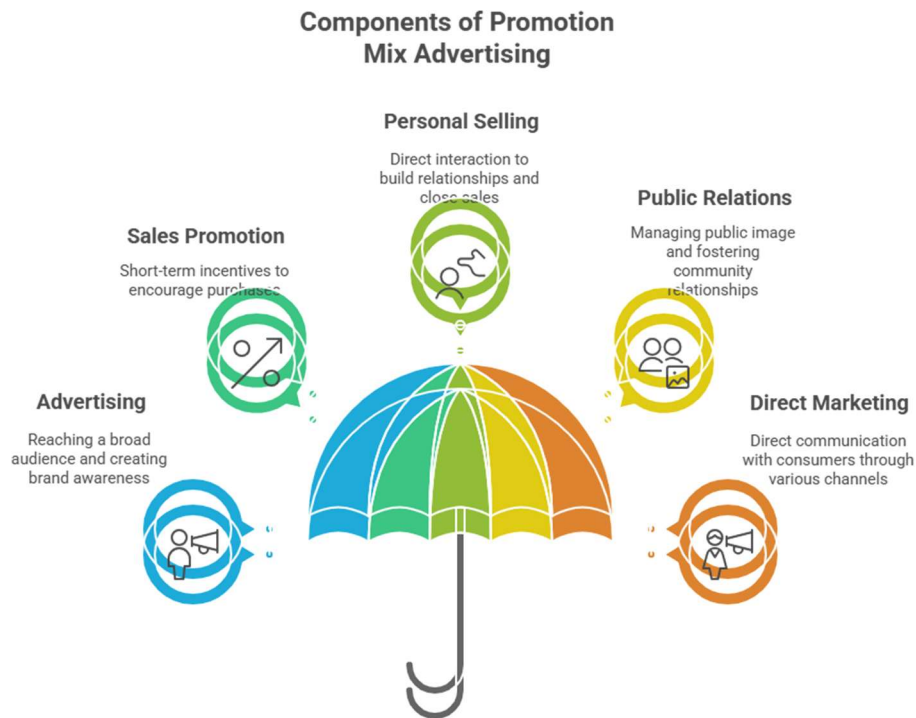 Components of Promotion
Mix Advertising
Personal Selling
Direct interaction to
build relationships and
close sales
Public Relations
Managing public image
and fostering
community
relationships
Sales Promotion
Short-term incentives to
encourage purchases
Advertising
Reaching a broad
audience and creating
brand awareness
Direct Marketing
Direct communication
with consumers through
various channels